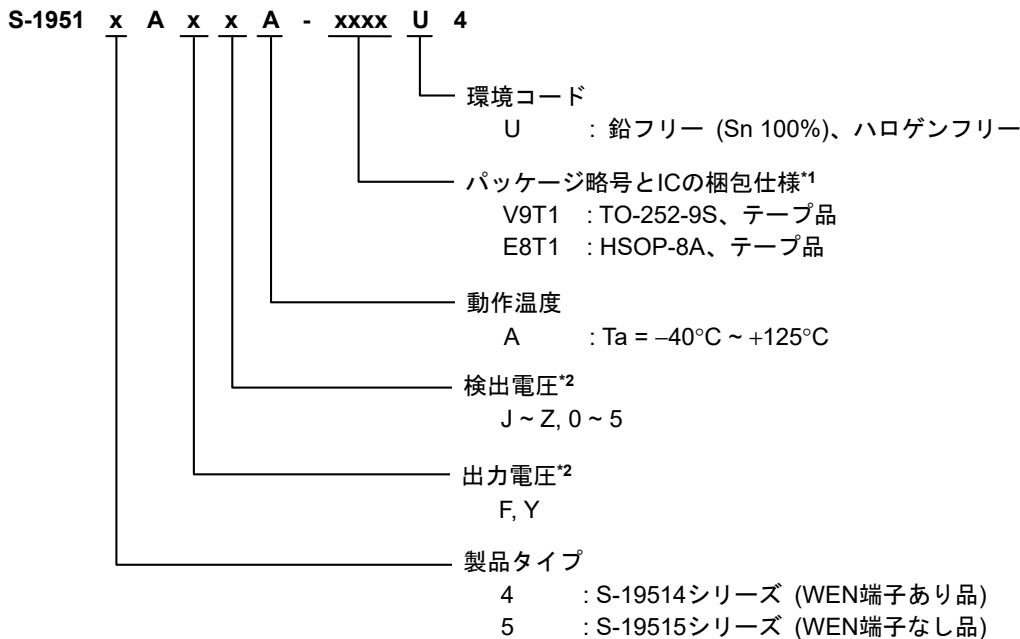 S-1951 x A x x A - xxxx U 4
環境コード
U : 鉛フリー (Sn 100%)、ハロゲンフリー
パッケージ略号とICの梱包仕様*1
V9T1 : TO-252-9S、テープ品
E8T1 : HSOP-8A、テープ品
動作温度
A : Ta = −40°C ~ +125°C
検出電圧*2
J ~ Z, 0 ~ 5
出力電圧*2
F, Y
製品タイプ
4 : S-19514シリーズ (WEN端子あり品)
5 : S-19515シリーズ (WEN端子なし品)